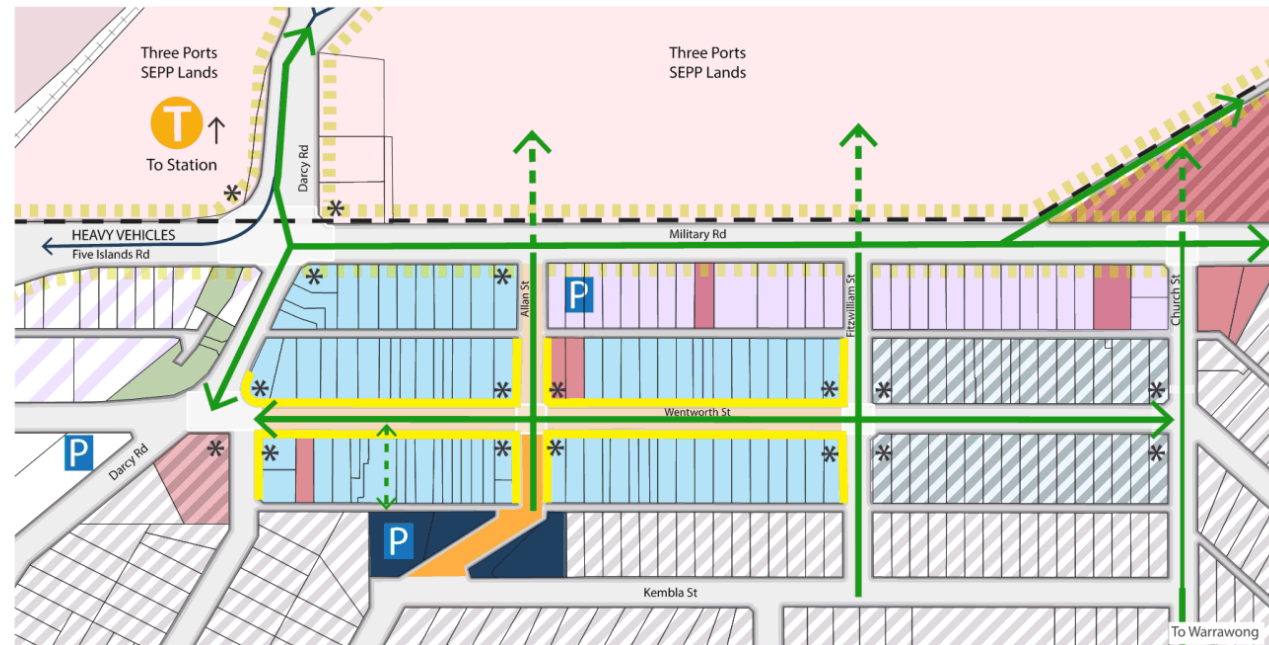 Three Ports
SEPP Lands
Three Ports
SEPP Lands
T
To Station
Darcy Rd
*
*
HEAVY VEHICLES
Five Islands Rd
Military Rd
*
*
Allan St
P
Fitzwilliam St
Church St
*
*
*
*
*
*
Wentworth St
P
Darcy Rd
*
*
*
*
*
*
*
P
Kembla St
To Warrawong